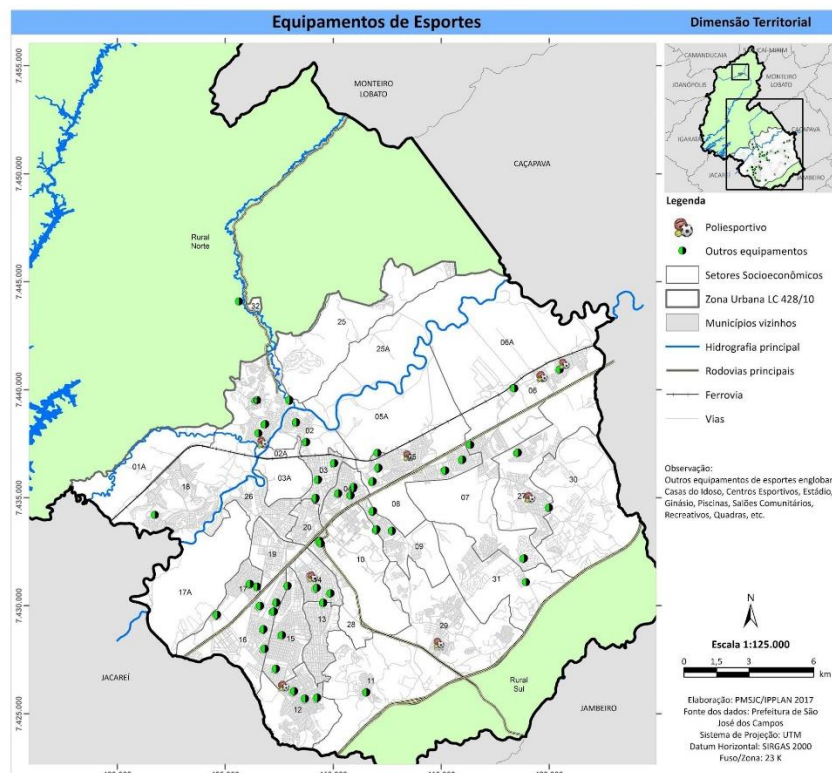 Equipamentos de Esportes
Dimensão Territorial
7.455.000
7.450.000
7.445.000
7.440.000
7.435.000
7.430.000
7.425.000
MONTEIRO
LOBATO
CAÇAPAVA
Rural
Norte
32
25
25A
06A
05A
02
02A
01A
18
03A
03
26
20
19
08
07
27
30
10
09
31
17A
17
14
13
16
15
28
29
11
12
JACAREÍ
Rural
Sul
JAMBEIRO
CAMANDUCAIA
JOANÓPOLIS
MONTEIRO
LOBATO
CAÇAPAVA
JACAREÍ
JAMBEIRO
Legenda
Poliesportivo
Outros equipamentos
Setores Socioeconômicos
Zona Urbana LC 428/10
Municípios vizinhos
Hidrografia principal
Rodovias principais
Ferrovia
Vias
Observação:
Outros equipamentos de esportes englobam
Casas do Idoso, Centros Esportivos, Estádio,
Ginásio, Piscinas, Salões Comunitários,
Recreativos, Quadras, etc.
N
Escala 1:125.000
0 1,5 3 6
km
Elaboração: PMSJC/IPPLAN 2017
Fonte dos dados: Prefeitura de São
José dos Campos
Sistema de Projeção: UTM
Datum Horizontal: SIRGAS 2000
Fuso/Zona: 23 K